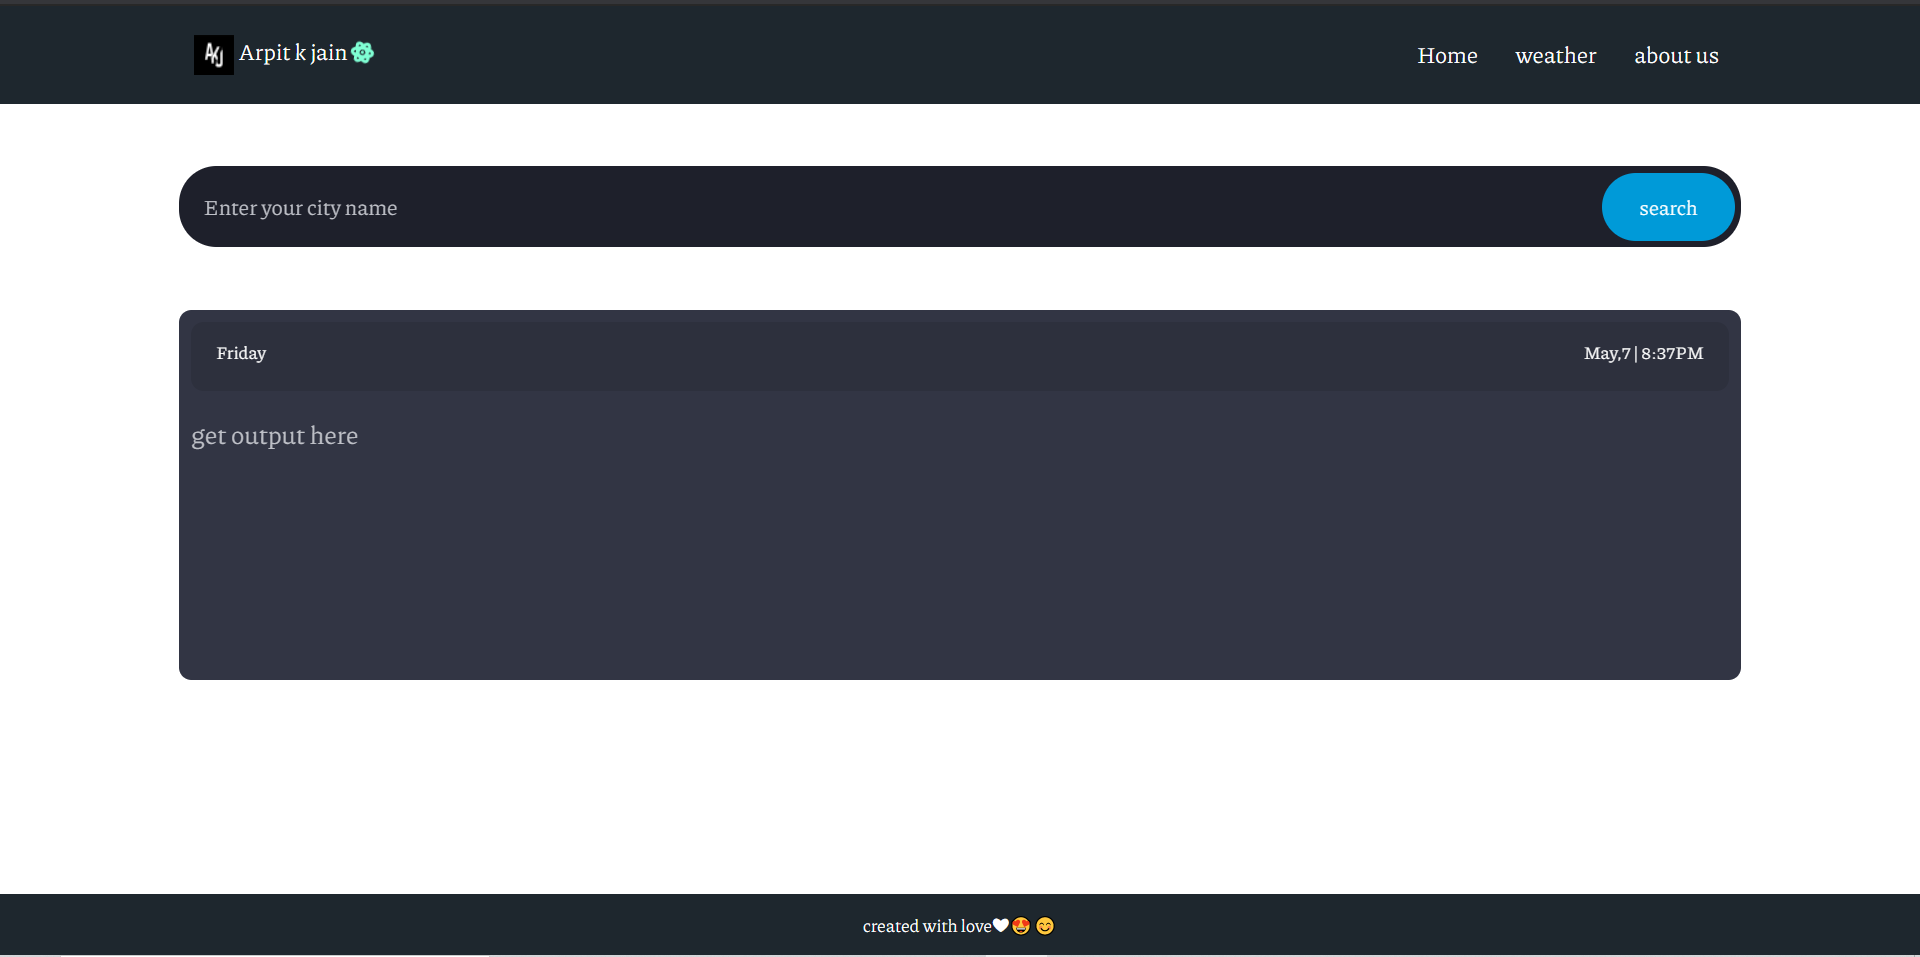 AKJ Arpit k jain
Home weather about us
Enter your city name search
Friday May,7 | 8:37PM
get output here
created with love🤍😍 😊